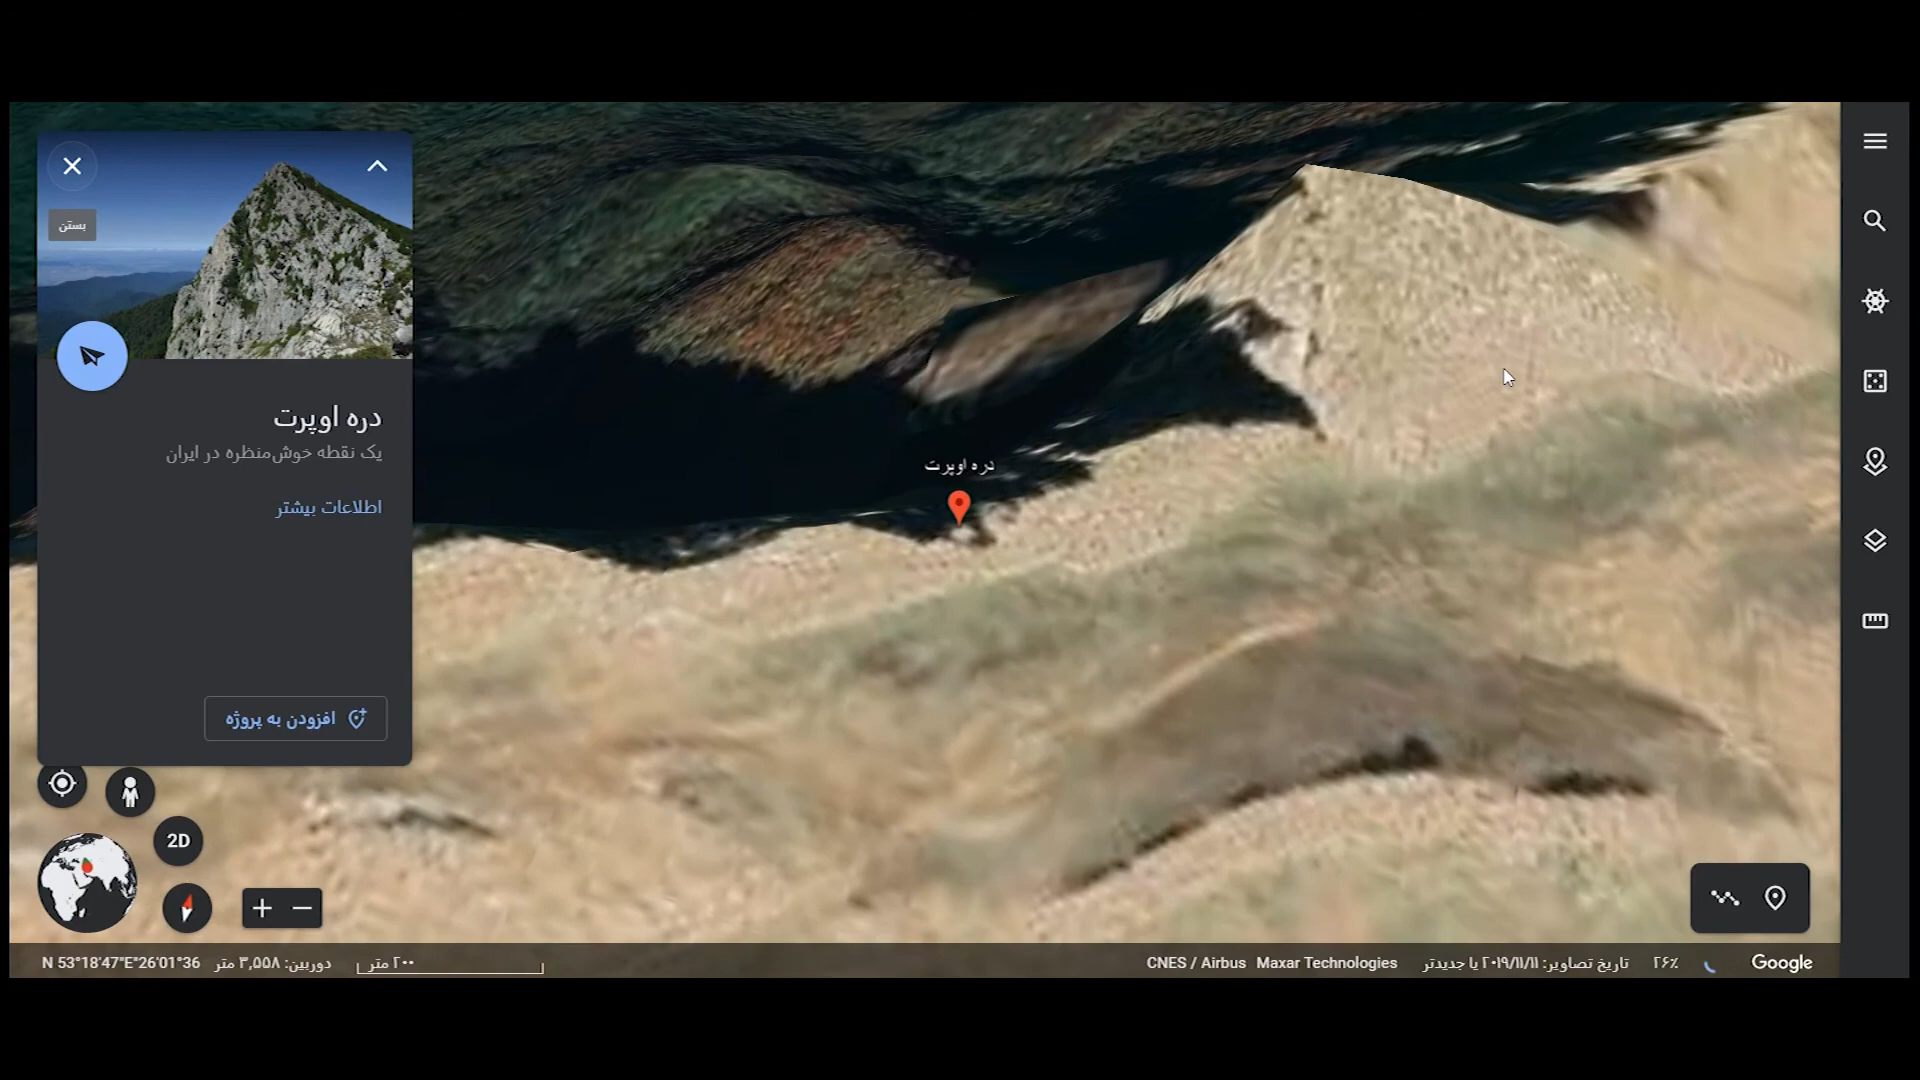 بستن
دره اوپرت
یک نقطه خوش‌منظره در ایران
اطلاعات بیشتر
افزودن به پروژه
دره اوپرت
2D
N 53°18'47"E°26'01"36 دوربین: ۳,۵۵۸ متر ۲۰۰ متر
CNES / Airbus Maxar Technologies تاریخ تصاویر: ۲۰۱۹/۱۱/۱۱ یا جدیدتر ۲۶٪ Google